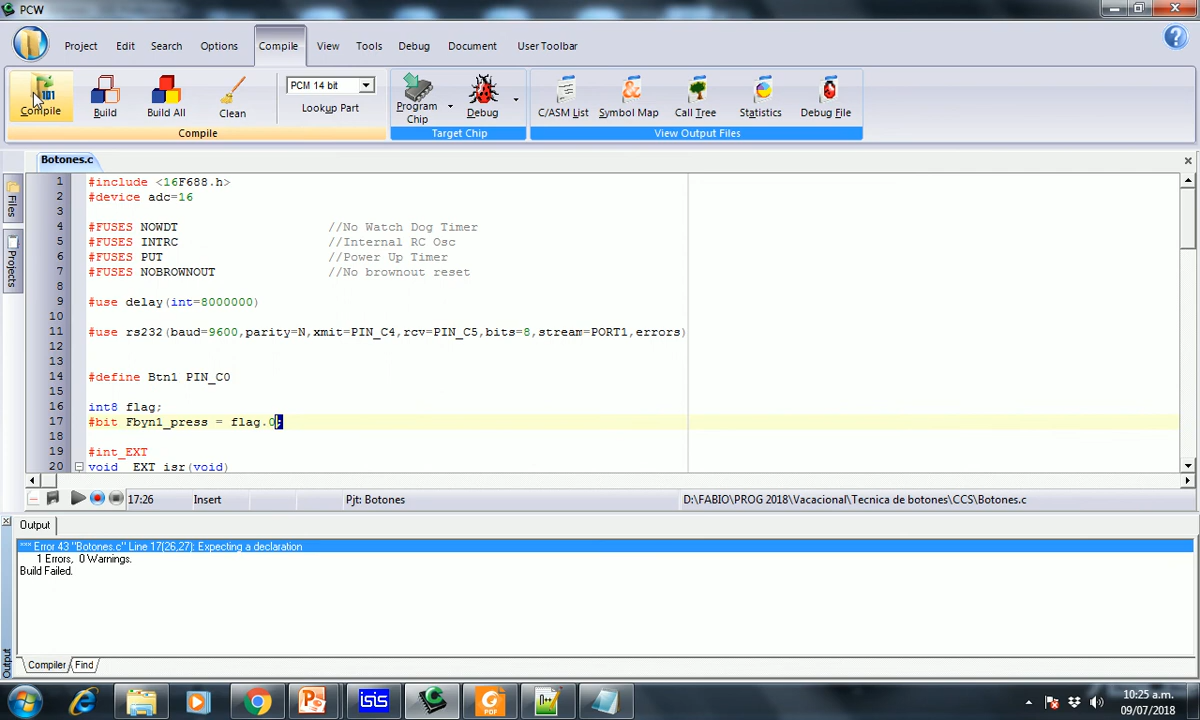 PCW
Project Edit Search Options Compile View Tools Debug Document User Toolbar
Compile Build Build All Clean PCM 14 bit Lookup Part Program Chip Debug C/ASM List Symbol Map Call Tree Statistics Debug File
Compile Target Chip View Output Files
Botones.c
Files
Projects
1 #include <16F688.h>
2 #device adc=16
3
4 #FUSES NOWDT //No Watch Dog Timer
5 #FUSES INTRC //Internal RC Osc
6 #FUSES PUT //Power Up Timer
7 #FUSES NOBROWNOUT //No brownout reset
8
9 #use delay(int=8000000)
10
11 #use rs232(baud=9600,parity=N,xmit=PIN_C4,rcv=PIN_C5,bits=8,stream=PORT1,errors)
12
13
14 #define Btn1 PIN_C0
15
16 int8 flag;
17 #bit Fbyn1_press = flag.0;
18
19 #int_EXT
20 void EXT isr(void)
17:26 Insert Pjt: Botones D:\FABIO\PROG 2018\Vacacional\Tecnica de botones\CCS\Botones.c
Output
*** Error 43 "Botones.c" Line 17(26,27): Expecting a declaration
1 Errors, 0 Warnings.
Build Failed.
Output
Compiler Find
isis
PDF
N++
10:25 a.m.
09/07/2018